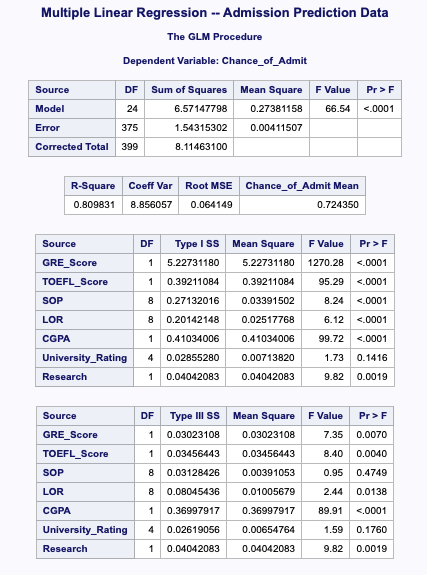 Multiple Linear Regression -- Admission Prediction Data
The GLM Procedure
Dependent Variable: Chance_of_Admit
Source DF Sum of Squares Mean Square F Value Pr > F
Model 24 6.57147798 0.27381158 66.54 <.0001
Error 375 1.54315302 0.00411507
Corrected Total 399 8.11463100
R-Square Coeff Var Root MSE Chance_of_Admit Mean
0.809831 8.856057 0.064149 0.724350
Source DF Type I SS Mean Square F Value Pr > F
GRE_Score 1 5.22731180 5.22731180 1270.28 <.0001
TOEFL_Score 1 0.39211084 0.39211084 95.29 <.0001
SOP 8 0.27132016 0.03391502 8.24 <.0001
LOR 8 0.20142148 0.02517768 6.12 <.0001
CGPA 1 0.41034006 0.41034006 99.72 <.0001
University_Rating 4 0.02855280 0.00713820 1.73 0.1416
Research 1 0.04042083 0.04042083 9.82 0.0019
Source DF Type III SS Mean Square F Value Pr > F
GRE_Score 1 0.03023108 0.03023108 7.35 0.0070
TOEFL_Score 1 0.03456443 0.03456443 8.40 0.0040
SOP 8 0.03128426 0.00391053 0.95 0.4749
LOR 8 0.08045436 0.01005679 2.44 0.0138
CGPA 1 0.36997917 0.36997917 89.91 <.0001
University_Rating 4 0.02619056 0.00654764 1.59 0.1760
Research 1 0.04042083 0.04042083 9.82 0.0019